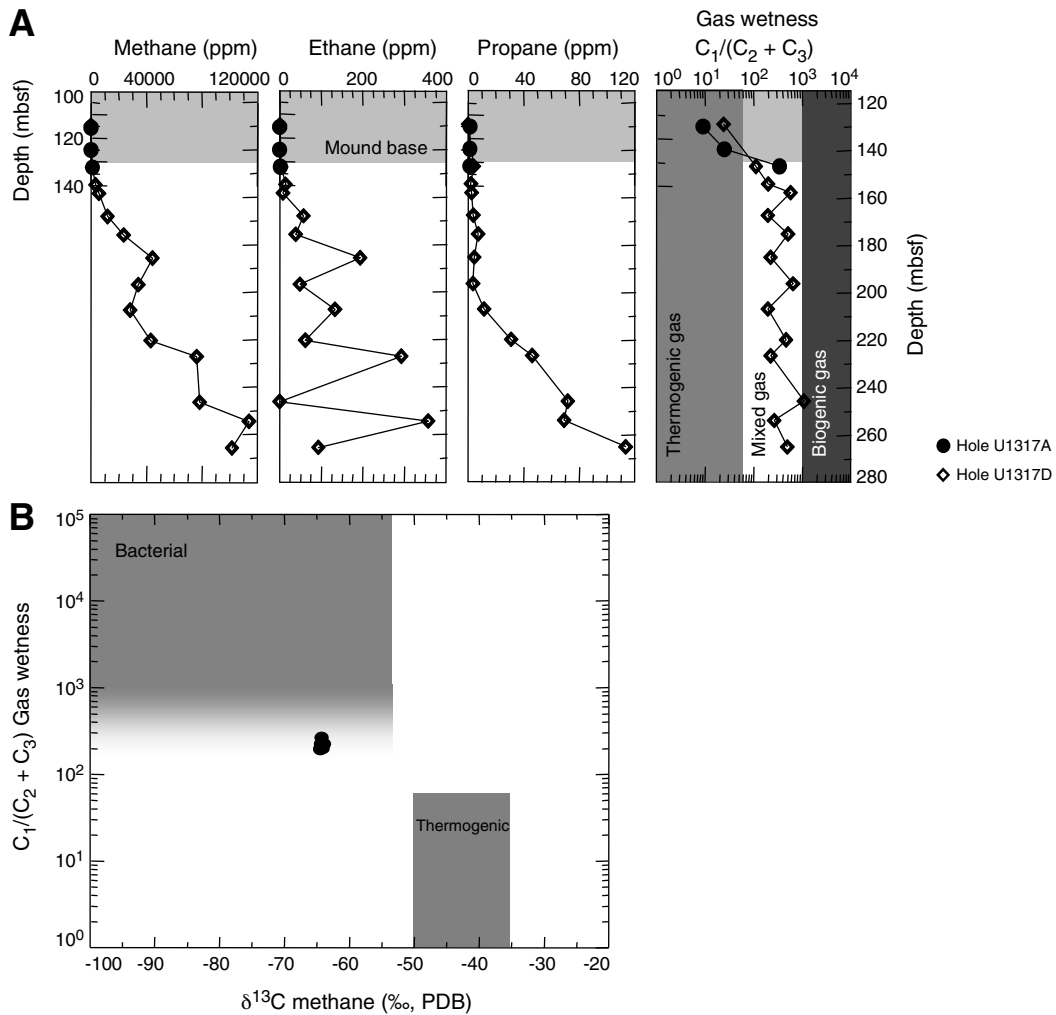 A
Methane (ppm)
Ethane (ppm)
Propane (ppm)
Gas wetness
C1/(C2 + C3)
0 40000 120000
0 200 400
0 40 80 120
10^0 10^1 10^2 10^3 10^4
Depth (mbsf)
100
120
140
Mound base
Thermogenic gas
Mixed gas
Biogenic gas
120
140
160
180
200
220
240
260
280
Depth (mbsf)
Hole U1317A
Hole U1317D
B
C1/(C2 + C3) Gas wetness
10^5
10^4
10^3
10^2
10^1
10^0
Bacterial
Thermogenic
-100 -90 -80 -70 -60 -50 -40 -30 -20
δ13C methane (‰, PDB)